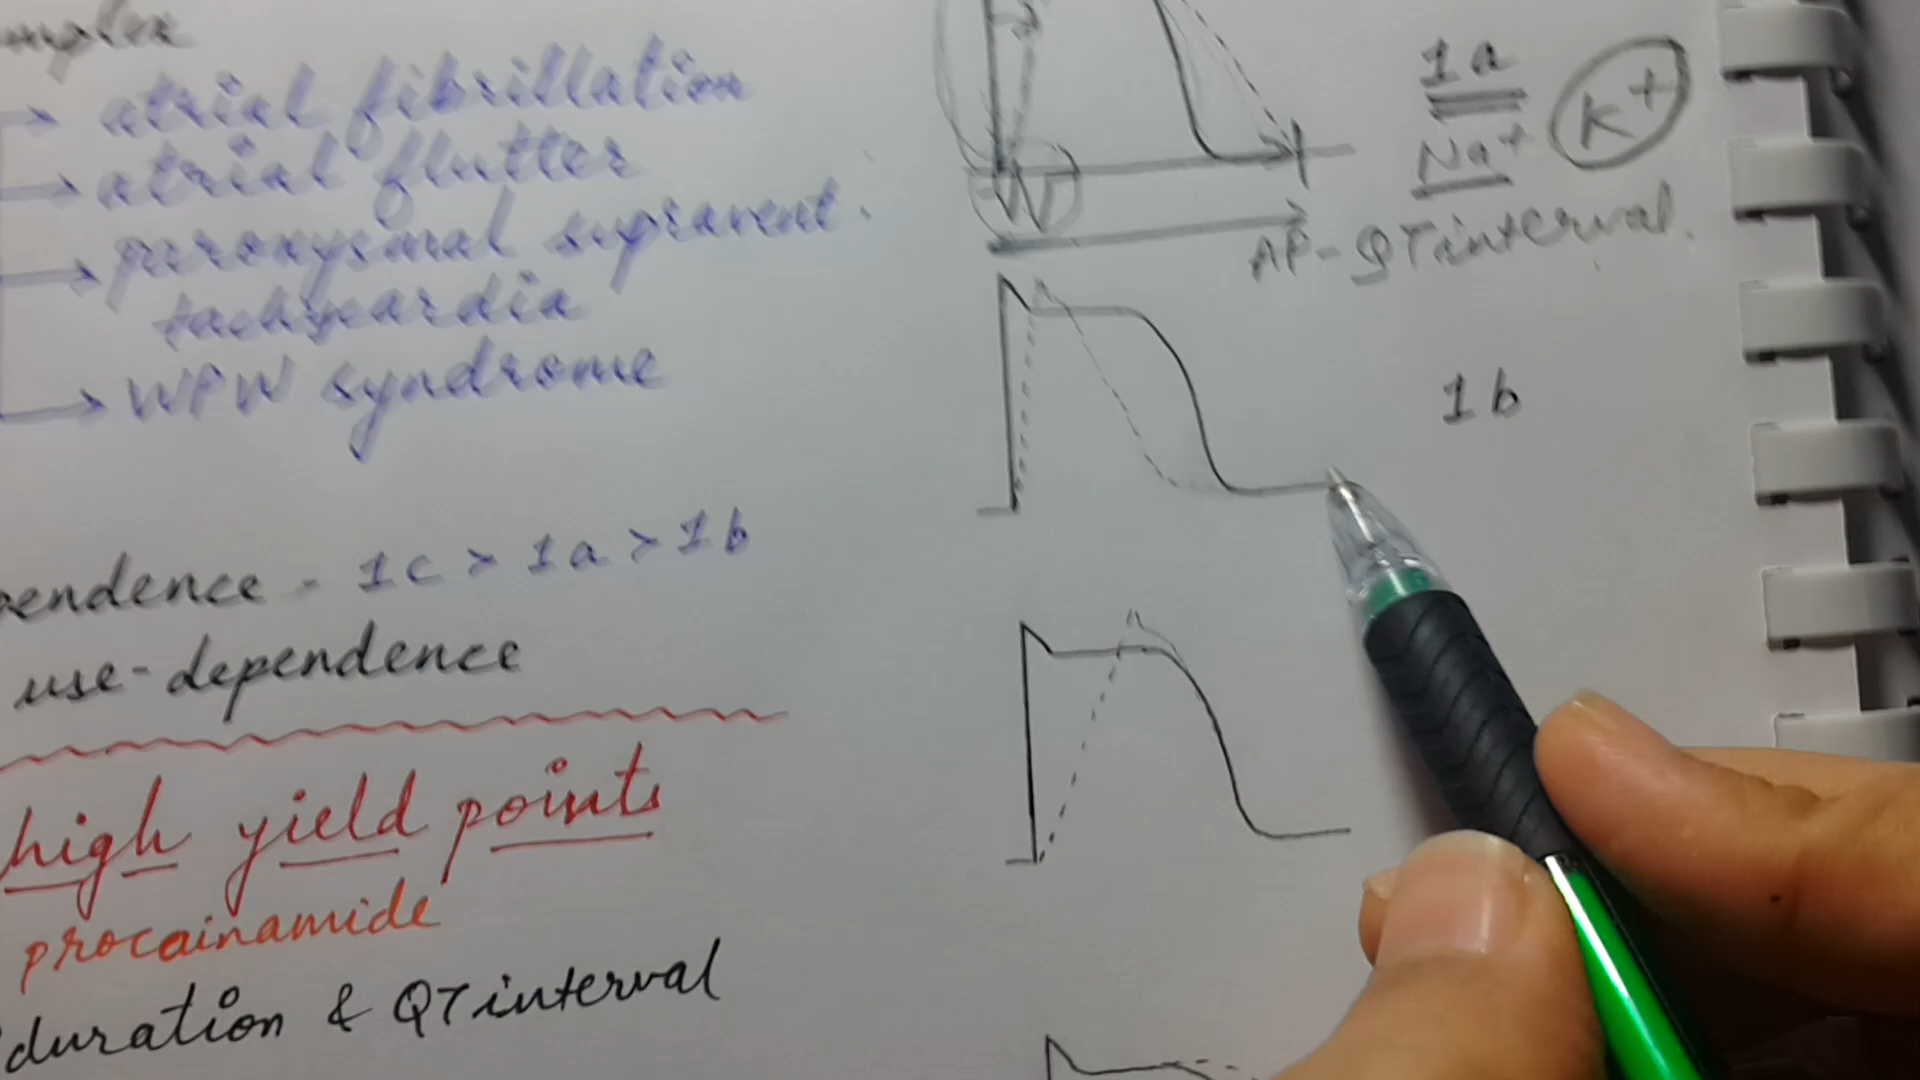 atrial fibrillation
atrial flutter
paroxysmal supravent.
tachycardia
WPW syndrome
pendence - 1c > 1a > 1b
use-dependence
high yield points
procainamide
duration & QT interval
1a
Na+ K+
AP - QT interval.
1b